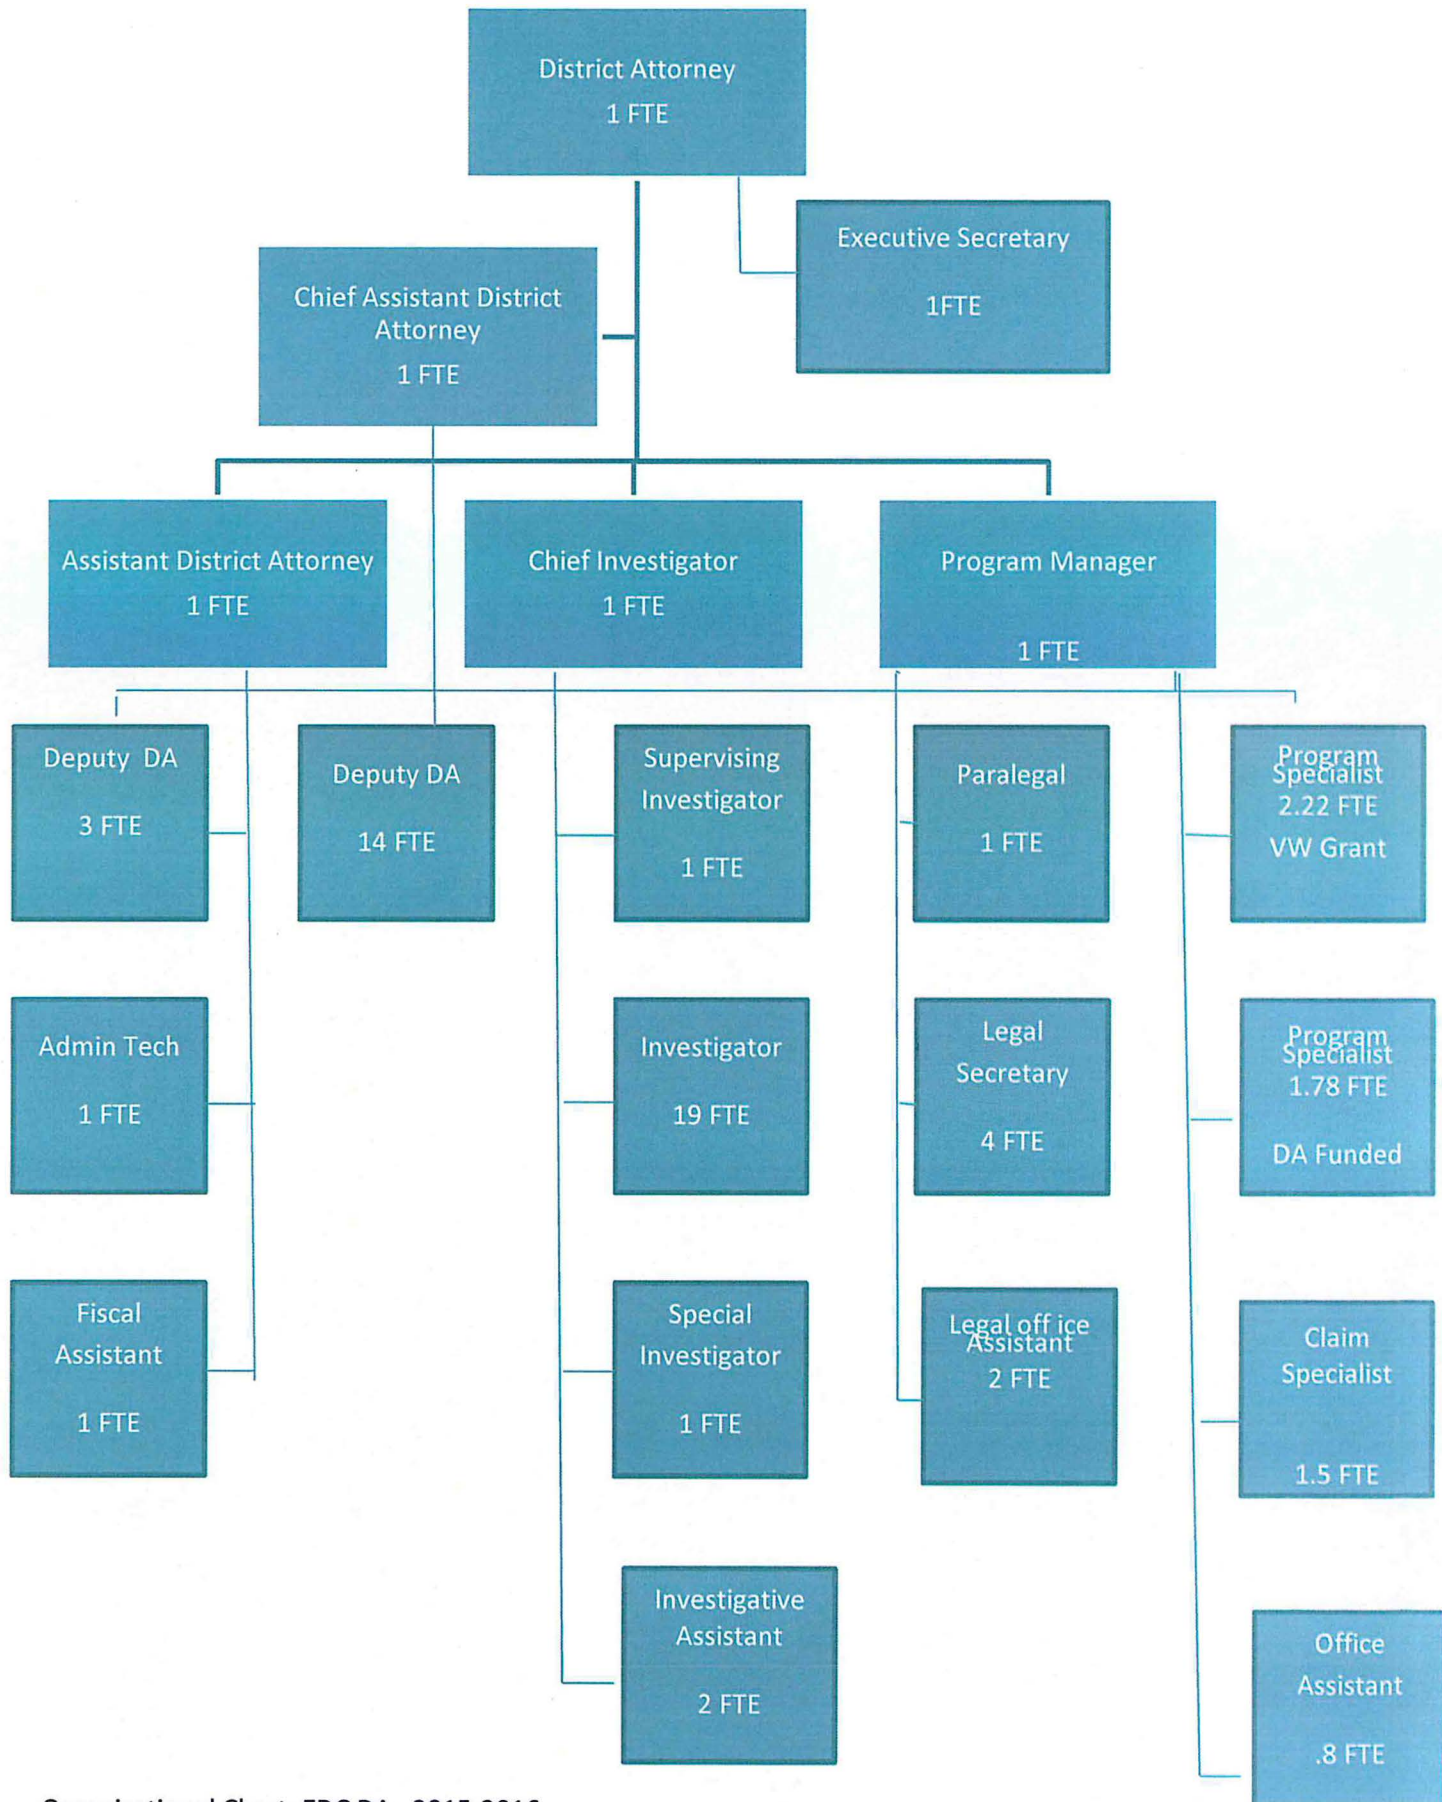 District Attorney
1 FTE
Executive Secretary
1FTE
Chief Assistant District
Attorney
1 FTE
Assistant District Attorney
1 FTE
Chief Investigator
1 FTE
Program Manager
1 FTE
Deputy DA
3 FTE
Deputy DA
14 FTE
Supervising
Investigator
1 FTE
Paralegal
1 FTE
Program
Specialist
2.22 FTE
VW Grant
Admin Tech
1 FTE
Investigator
19 FTE
Legal
Secretary
4 FTE
Program
Specialist
1.78 FTE
DA Funded
Fiscal
Assistant
1 FTE
Special
Investigator
1 FTE
Legal off ice
Assistant
2 FTE
Claim
Specialist
1.5 FTE
Investigative
Assistant
2 FTE
Office
Assistant
.8 FTE